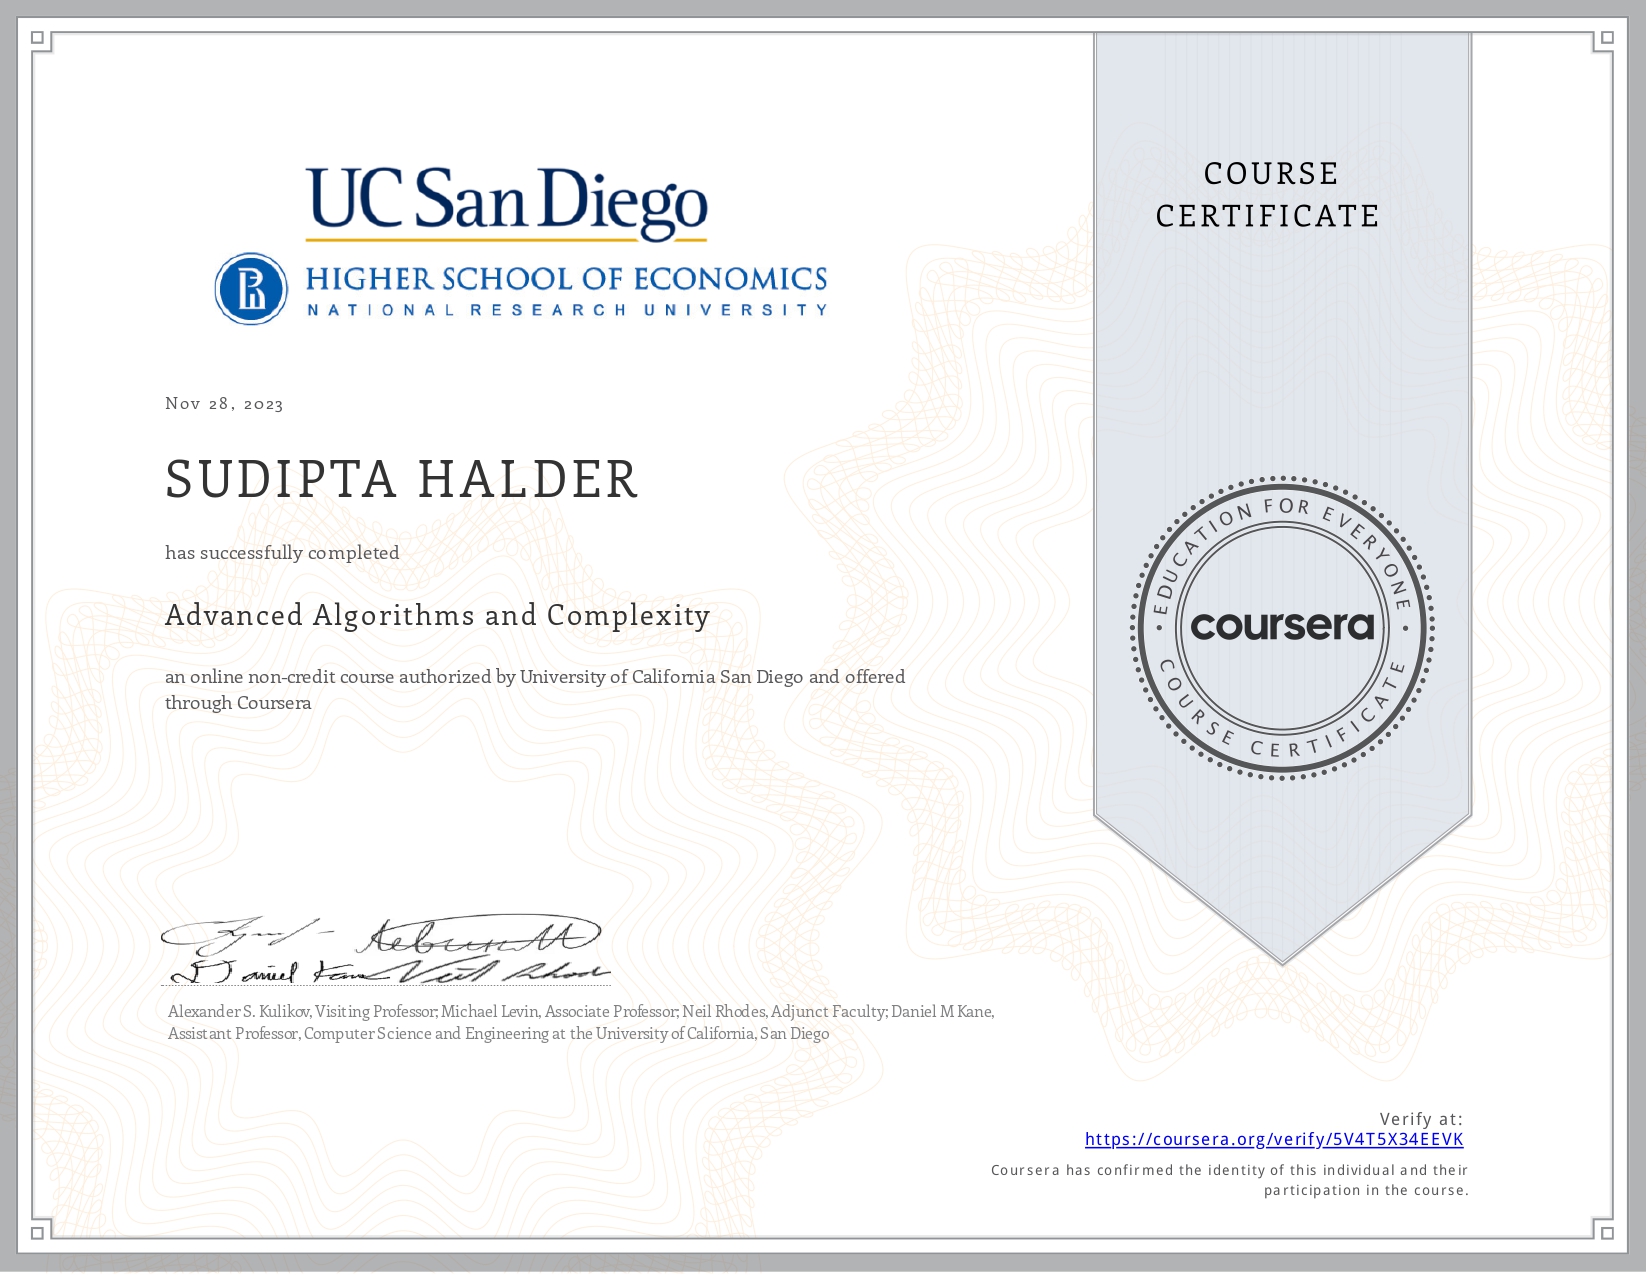 UC San Diego
HIGHER SCHOOL OF ECONOMICS
NATIONAL RESEARCH UNIVERSITY
COURSE
CERTIFICATE
Nov 28, 2023
SUDIPTA HALDER
has successfully completed
Advanced Algorithms and Complexity
an online non-credit course authorized by University of California San Diego and offered
through Coursera
EDUCATION FOR EVERYONE
coursera
COURSE CERTIFICATE
Daniel Kane Neil Rhodes
Alexander S. Kulikov, Visiting Professor; Michael Levin, Associate Professor; Neil Rhodes, Adjunct Faculty; Daniel M Kane,
Assistant Professor, Computer Science and Engineering at the University of California, San Diego
Verify at:
https://coursera.org/verify/5V4T5X34EEVK
Coursera has confirmed the identity of this individual and their
participation in the course.